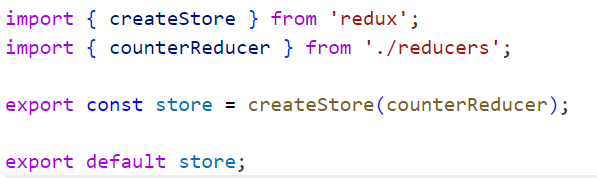 import { createStore } from 'redux';
import { counterReducer } from './reducers';
export const store = createStore(counterReducer);
export default store;